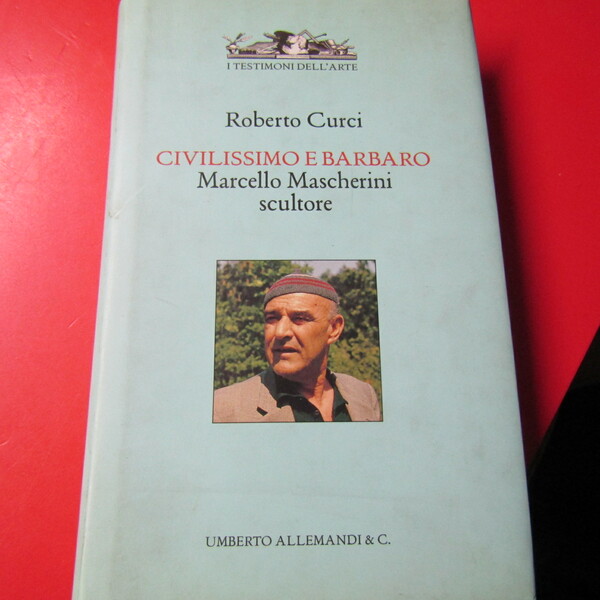 I TESTIMONI DELL'ARTE
Roberto Curci
CIVILISSIMO E BARBARO
Marcello Mascherini
scultore
UMBERTO ALLEMANDI & C.